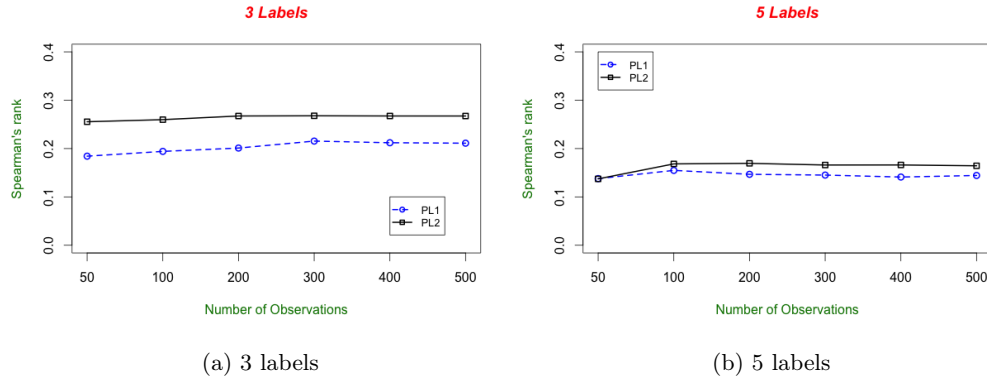 3 Labels
Spearman's rank
0.4
0.3
0.2
0.1
0.0
PL1
PL2
50 100 200 300 400 500
Number of Observations
(a) 3 labels
5 Labels
Spearman's rank
0.4
0.3
0.2
0.1
0.0
PL1
PL2
50 100 200 300 400 500
Number of Observations
(b) 5 labels